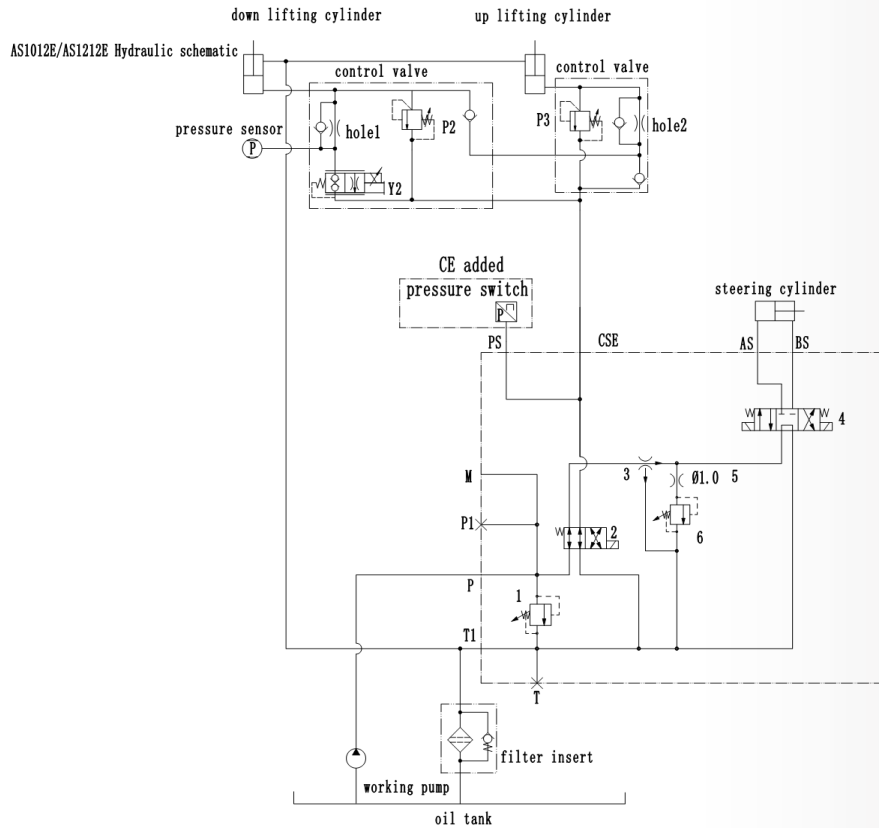 down lifting cylinder
up lifting cylinder
AS1012E/AS1212E Hydraulic schematic
control valve
control valve
pressure sensor
P
hole1
P2
P3
hole2
Y2
CE added
pressure switch
P
steering cylinder
PS
CSE
AS
BS
4
M
3
Ø1.0
5
P1
2
6
P
1
T1
T
filter insert
working pump
oil tank